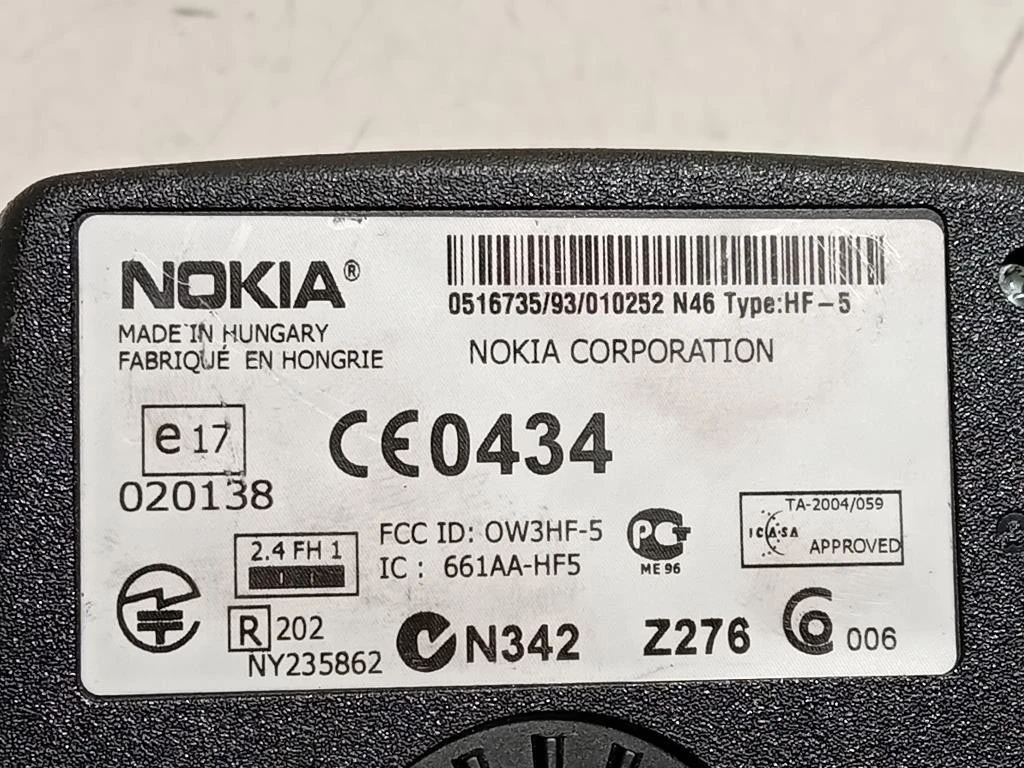 NOKIA®
MADE IN HUNGARY
FABRIQUÉ EN HONGRIE
0516735/93/010252 N46 Type:HF-5
NOKIA CORPORATION
e17
020138
CE0434
2.4 FH 1
FCC ID: OW3HF-5
IC : 661AA-HF5
PCT
ME 96
TA-2004/059
ICASA
APPROVED
R 202
NY235862
N342
Z276
006